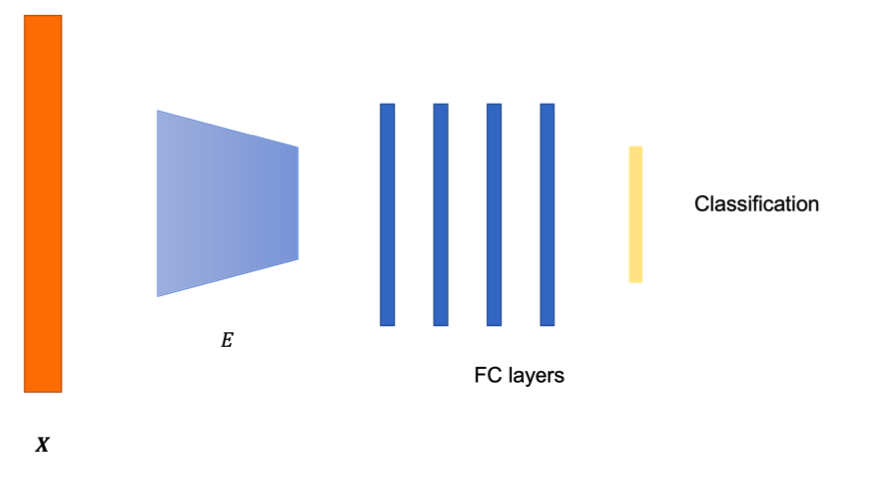 Classification
E
FC layers
X